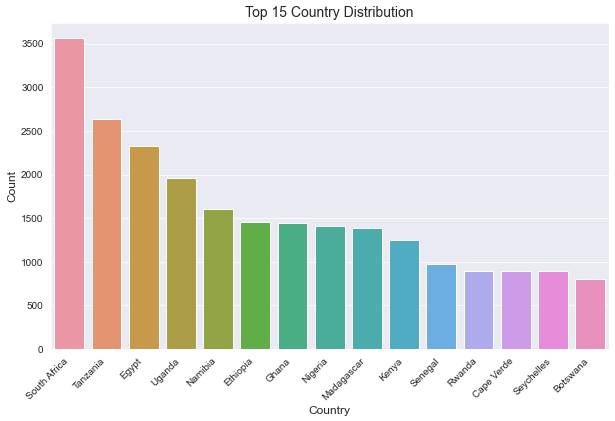 Top 15 Country Distribution
3500
3000
2500
2000
1500
1000
500
0
Count
South Africa
Tanzania
Egypt
Uganda
Namibia
Ethiopia
Ghana
Nigeria
Madagascar
Kenya
Senegal
Rwanda
Cape Verde
Seychelles
Botswana
Country